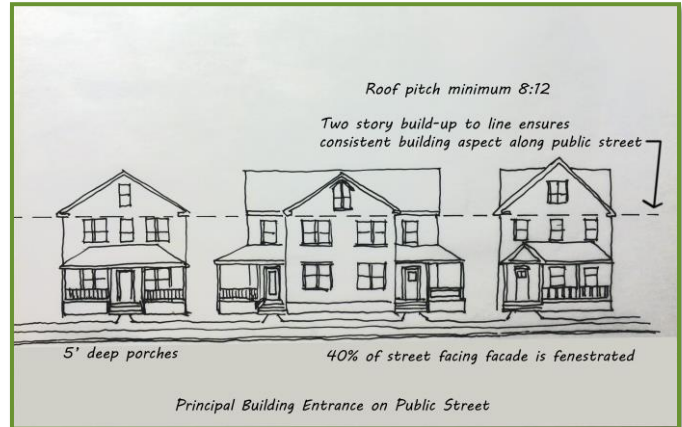 Roof pitch minimum 8:12
Two story build-up to line ensures
consistent building aspect along public street
5' deep porches
40% of street facing facade is fenestrated
Principal Building Entrance on Public Street